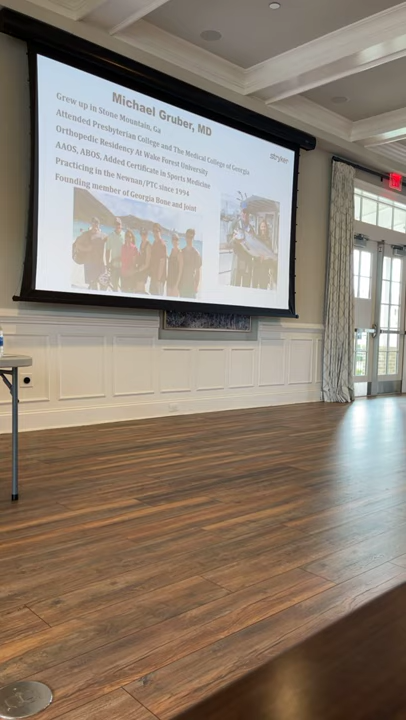 Michael Gruber, MD
stryker
Grew up in Stone Mountain, Ga
Attended Presbyterian College and The Medical College of Georgia
Orthopedic Residency At Wake Forest University
AAOS, ABOS, Added Certificate in Sports Medicine
Practicing in the Newnan/PTC since 1994
Founding member of Georgia Bone and Joint
EXIT